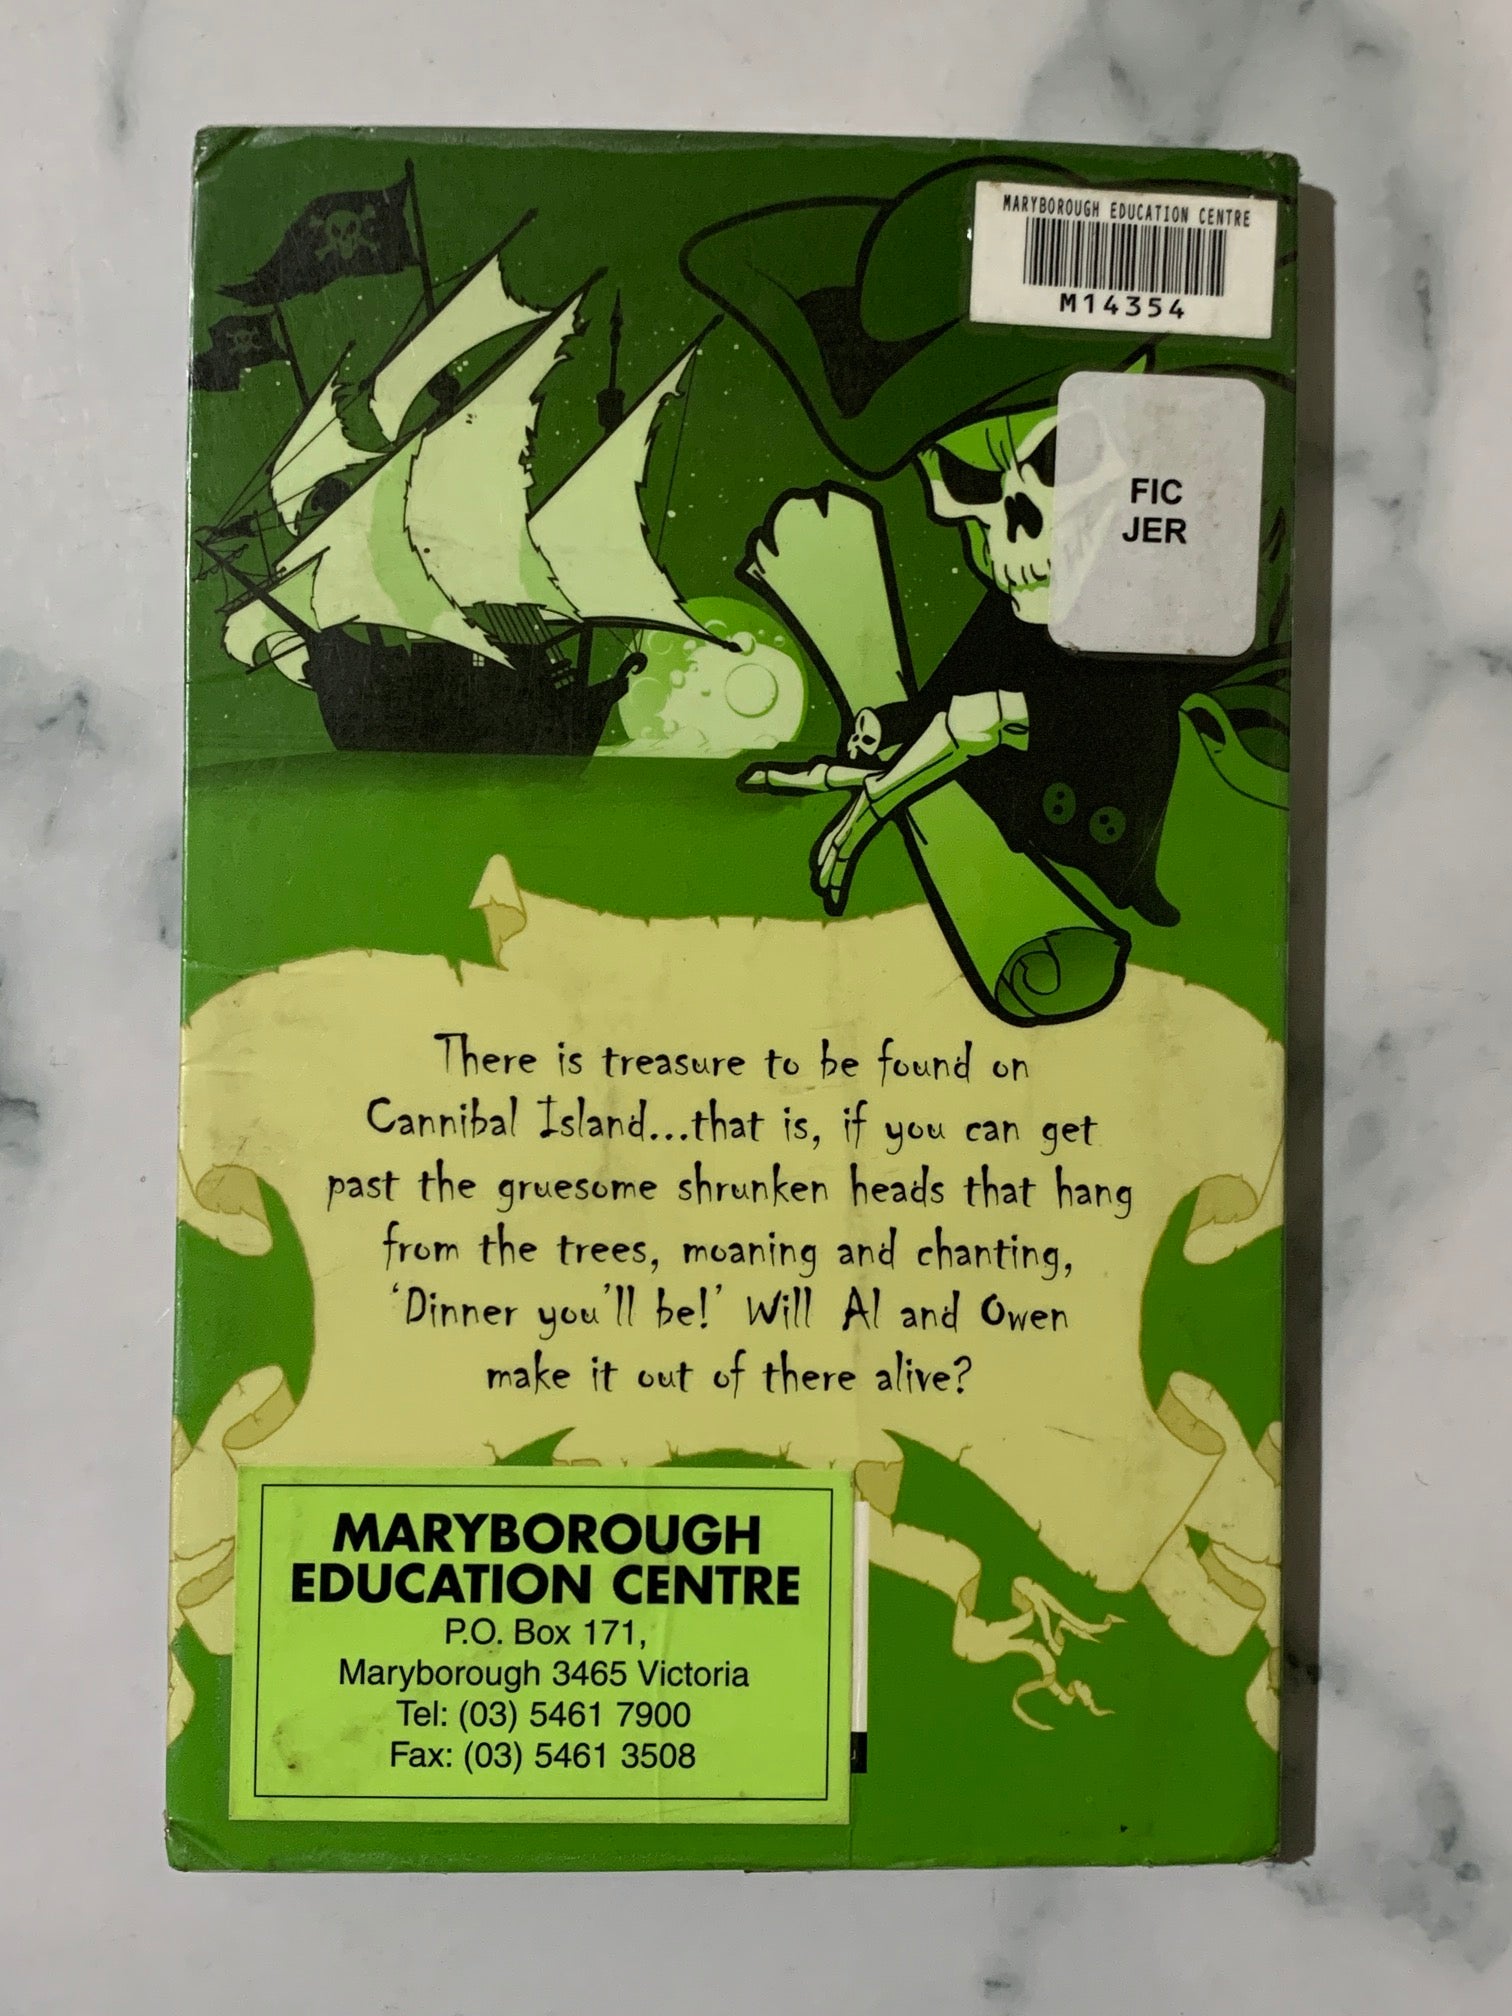 MARYBOROUGH EDUCATION CENTRE
M14354
FIC
JER
There is treasure to be found on
Cannibal Island...that is, if you can get
past the gruesome shrunken heads that hang
from the trees, moaning and chanting,
‘Dinner you’ll be!’ Will Al and Owen
make it out of there alive?
MARYBOROUGH
EDUCATION CENTRE
P.O. Box 171,
Maryborough 3465 Victoria
Tel: (03) 5461 7900
Fax: (03) 5461 3508